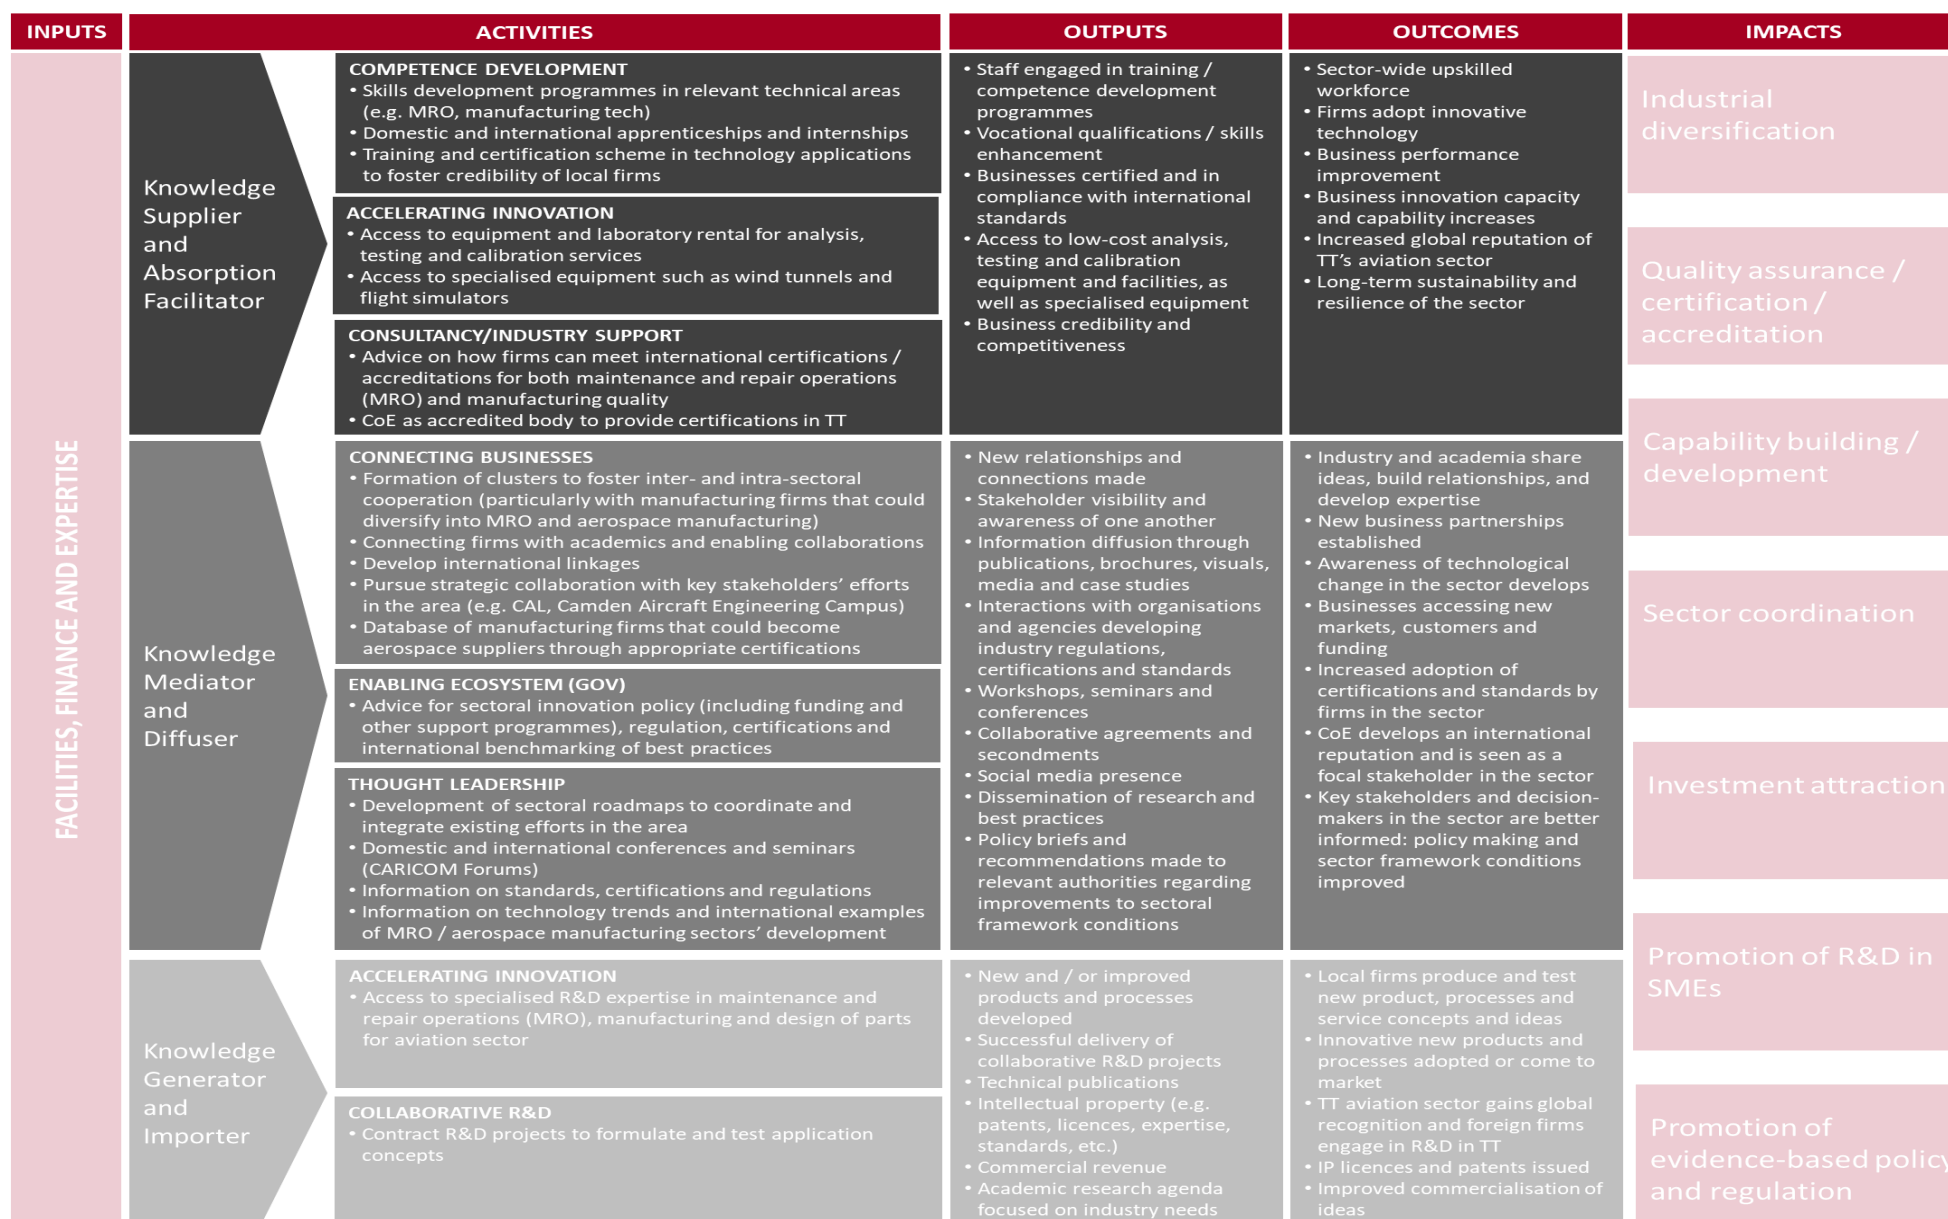 INPUTS
ACTIVITIES
OUTPUTS
OUTCOMES
IMPACTS
FACILITIES, FINANCE AND EXPERTISE
Knowledge
Supplier
and
Absorption
Facilitator
COMPETENCE DEVELOPMENT
• Skills development programmes in relevant technical areas
(e.g. MRO, manufacturing tech)
• Domestic and international apprenticeships and internships
• Training and certification scheme in technology applications
to foster credibility of local firms
ACCELERATING INNOVATION
• Access to equipment and laboratory rental for analysis,
testing and calibration services
• Access to specialised equipment such as wind tunnels and
flight simulators
CONSULTANCY/INDUSTRY SUPPORT
• Advice on how firms can meet international certifications /
accreditations for both maintenance and repair operations
(MRO) and manufacturing quality
• CoE as accredited body to provide certifications in TT
• Staff engaged in training /
competence development
programmes
• Vocational qualifications / skills
enhancement
• Businesses certified and in
compliance with international
standards
• Access to low-cost analysis,
testing and calibration
equipment and facilities, as
well as specialised equipment
• Business credibility and
competitiveness
• Sector-wide upskilled
workforce
• Firms adopt innovative
technology
• Business performance
improvement
• Business innovation capacity
and capability increases
• Increased global reputation of
TT's aviation sector
• Long-term sustainability and
resilience of the sector
Knowledge
Mediator
and
Diffuser
CONNECTING BUSINESSES
• Formation of clusters to foster inter- and intra-sectoral
cooperation (particularly with manufacturing firms that could
diversify into MRO and aerospace manufacturing)
• Connecting firms with academics and enabling collaborations
• Develop international linkages
• Pursue strategic collaboration with key stakeholders' efforts
in the area (e.g. CAL, Camden Aircraft Engineering Campus)
• Database of manufacturing firms that could become
aerospace suppliers through appropriate certifications
ENABLING ECOSYSTEM (GOV)
• Advice for sectoral innovation policy (including funding and
other support programmes), regulation, certifications and
international benchmarking of best practices
THOUGHT LEADERSHIP
• Development of sectoral roadmaps to coordinate and
integrate existing efforts in the area
• Domestic and international conferences and seminars
(CARICOM Forums)
• Information on standards, certifications and regulations
• Information on technology trends and international examples
of MRO / aerospace manufacturing sectors' development
• New relationships and
connections made
• Stakeholder visibility and
awareness of one another
• Information diffusion through
publications, brochures, visuals,
media and case studies
• Interactions with organisations
and agencies developing
industry regulations,
certifications and standards
• Workshops, seminars and
conferences
• Collaborative agreements and
secondments
• Social media presence
• Dissemination of research and
best practices
• Policy briefs and
recommendations made to
relevant authorities regarding
improvements to sectoral
framework conditions
• Industry and academia share
ideas, build relationships, and
develop expertise
• New business partnerships
established
• Awareness of technological
change in the sector develops
• Businesses accessing new
markets, customers and
funding
• Increased adoption of
certifications and standards by
firms in the sector
• CoE develops an international
reputation and is seen as a
focal stakeholder in the sector
• Key stakeholders and decision-
makers in the sector are better
informed: policy making and
sector framework conditions
improved
Knowledge
Generator
and
Importer
ACCELERATING INNOVATION
• Access to specialised R&D expertise in maintenance and
repair operations (MRO), manufacturing and design of parts
for aviation sector
COLLABORATIVE R&D
• Contract R&D projects to formulate and test application
concepts
• New and / or improved
products and processes
developed
• Successful delivery of
collaborative R&D projects
• Technical publications
• Intellectual property (e.g.
patents, licences, expertise,
standards, etc.)
• Commercial revenue
• Academic research agenda
focused on industry needs
• Local firms produce and test
new product, processes and
service concepts and ideas
• Innovative new products and
processes adopted or come to
market
• TT aviation sector gains global
recognition and foreign firms
engage in R&D in TT
• IP licences and patents issued
• Improved commercialisation of
ideas
Industrial
diversification
Quality assurance /
certification /
accreditation
Capability building /
development
Sector coordination
Investment attraction
Promotion of R&D in
SMEs
Promotion of
evidence-based policy
and regulation